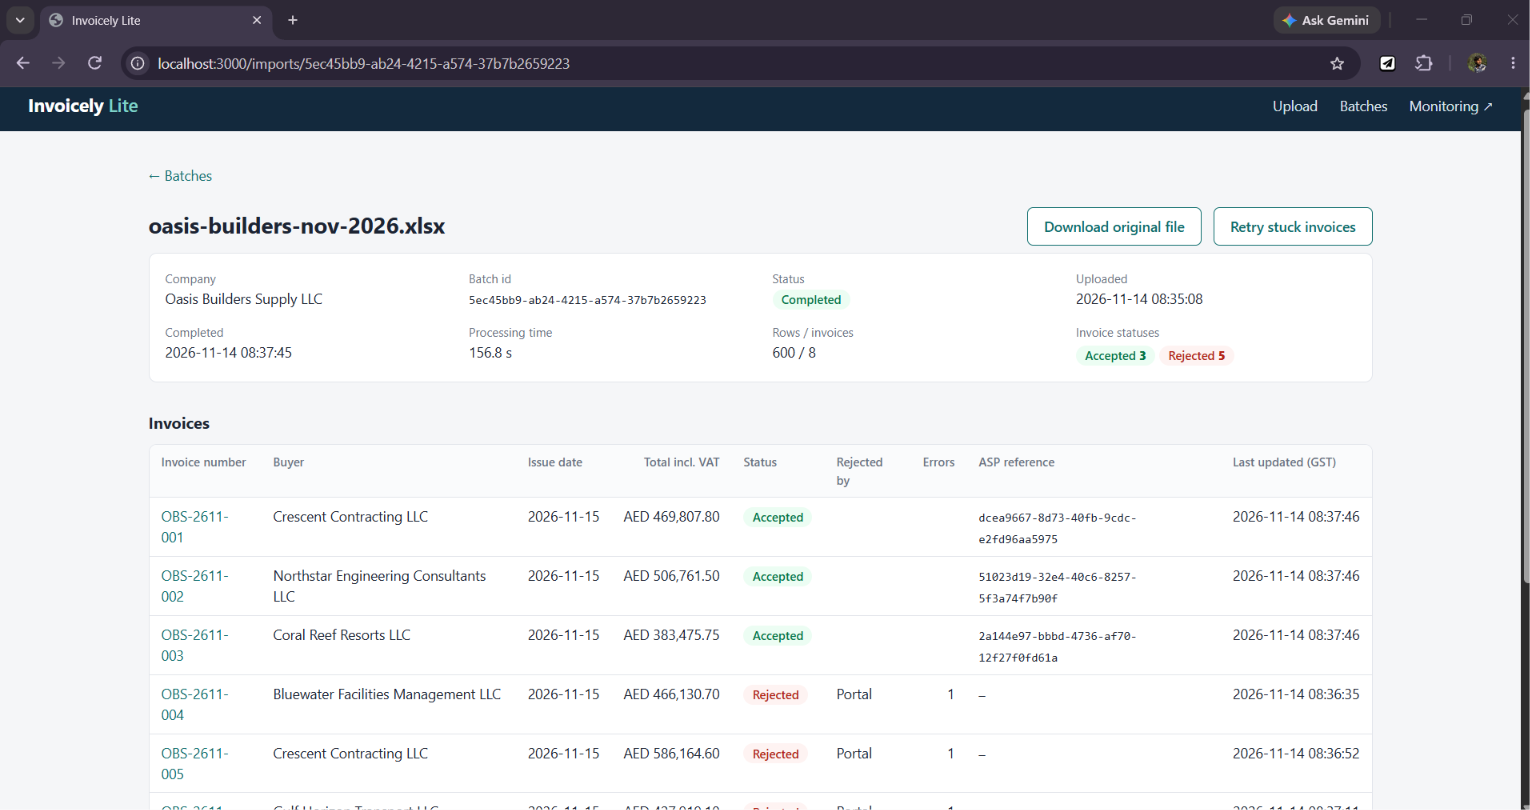 Invoicely Lite
Ask Gemini
localhost:3000/imports/5ec45bb9-ab24-4215-a574-37b7b2659223
Invoicely Lite
Upload Batches Monitoring ↗
← Batches
oasis-builders-nov-2026.xlsx
Download original file Retry stuck invoices
Company Batch id Status Uploaded
Oasis Builders Supply LLC 5ec45bb9-ab24-4215-a574-37b7b2659223 Completed 2026-11-14 08:35:08
Completed Processing time Rows / invoices Invoice statuses
2026-11-14 08:37:45 156.8 s 600 / 8 Accepted 3 Rejected 5
Invoices
Invoice number Buyer Issue date Total incl. VAT Status Rejected Errors ASP reference Last updated (GST)
by
OBS-2611- Crescent Contracting LLC 2026-11-15 AED 469,807.80 Accepted dcea9667-8d73-40fb-9cdc- 2026-11-14 08:37:46
001 e2fd96aa5975
OBS-2611- Northstar Engineering Consultants 2026-11-15 AED 506,761.50 Accepted 51023d19-32e4-40c6-8257- 2026-11-14 08:37:46
002 LLC 5f3a74f7b90f
OBS-2611- Coral Reef Resorts LLC 2026-11-15 AED 383,475.75 Accepted 2a144e97-bbbd-4736-af70- 2026-11-14 08:37:46
003 12f27f0fd61a
OBS-2611- Bluewater Facilities Management LLC 2026-11-15 AED 466,130.70 Rejected Portal 1 – 2026-11-14 08:36:35
004
OBS-2611- Crescent Contracting LLC 2026-11-15 AED 586,164.60 Rejected Portal 1 – 2026-11-14 08:36:52
005